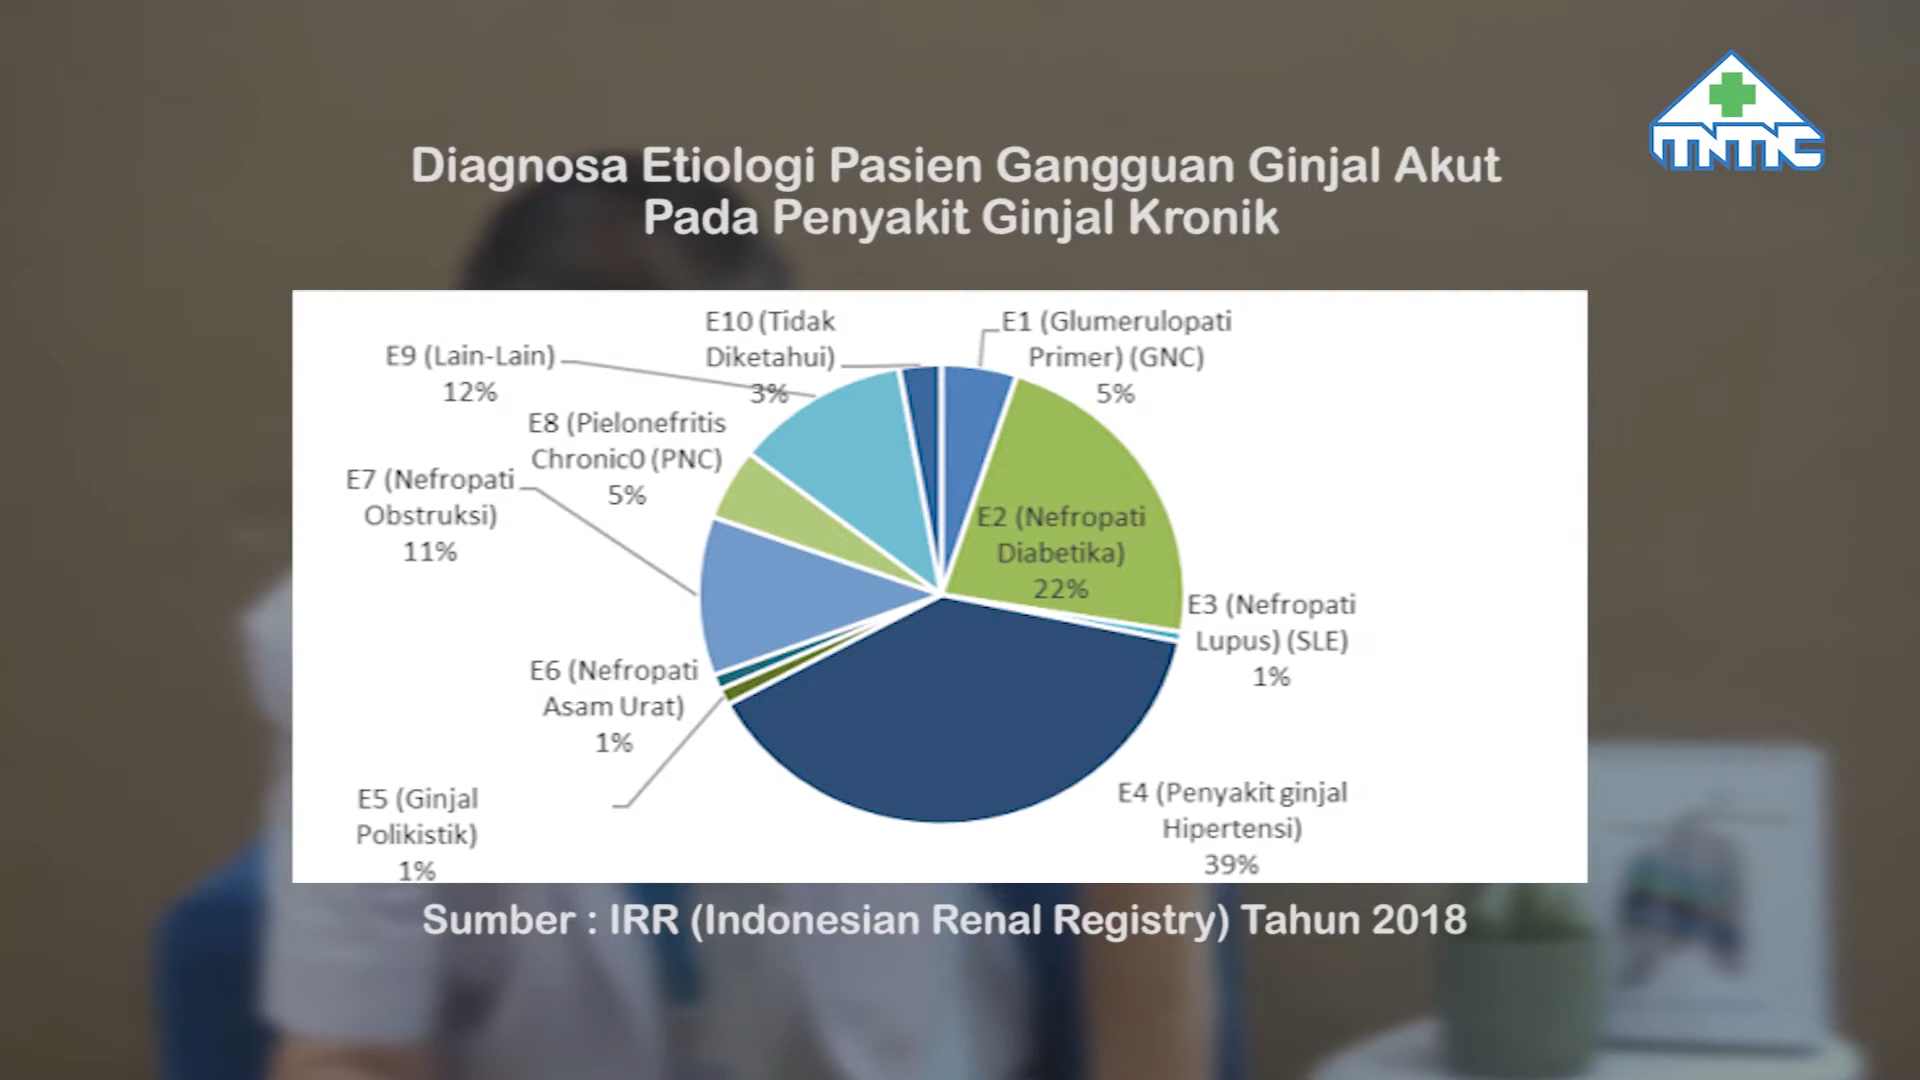 TNTNC
Diagnosa Etiologi Pasien Gangguan Ginjal Akut
Pada Penyakit Ginjal Kronik
E10 (Tidak
Diketahui)
3%
E1 (Glumerulopati
Primer) (GNC)
5%
E9 (Lain-Lain)
12%
E8 (Pielonefritis
Chronic0 (PNC)
5%
E7 (Nefropati
Obstruksi)
11%
E2 (Nefropati
Diabetika)
22%
E3 (Nefropati
Lupus) (SLE)
1%
E6 (Nefropati
Asam Urat)
1%
E5 (Ginjal
Polikistik)
1%
E4 (Penyakit ginjal
Hipertensi)
39%
Sumber : IRR (Indonesian Renal Registry) Tahun 2018